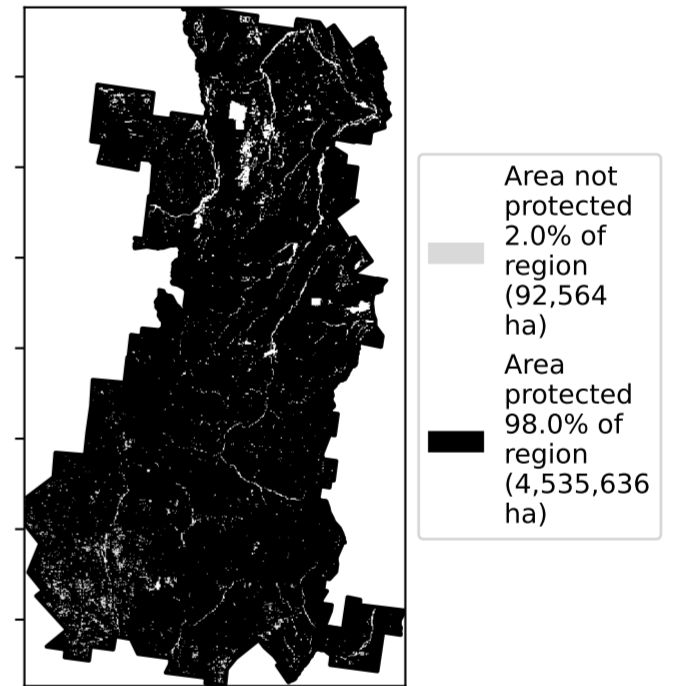 Area not
protected
2.0% of
region
(92,564
ha)
Area
protected
98.0% of
region
(4,535,636
ha)